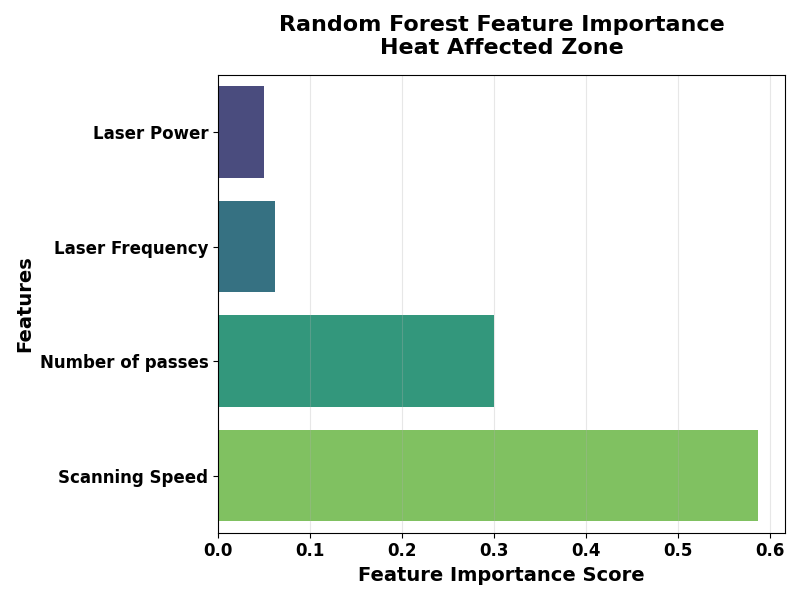 Random Forest Feature Importance
Heat Affected Zone
Features
Laser Power
Laser Frequency
Number of passes
Scanning Speed
0.0 0.1 0.2 0.3 0.4 0.5 0.6
Feature Importance Score